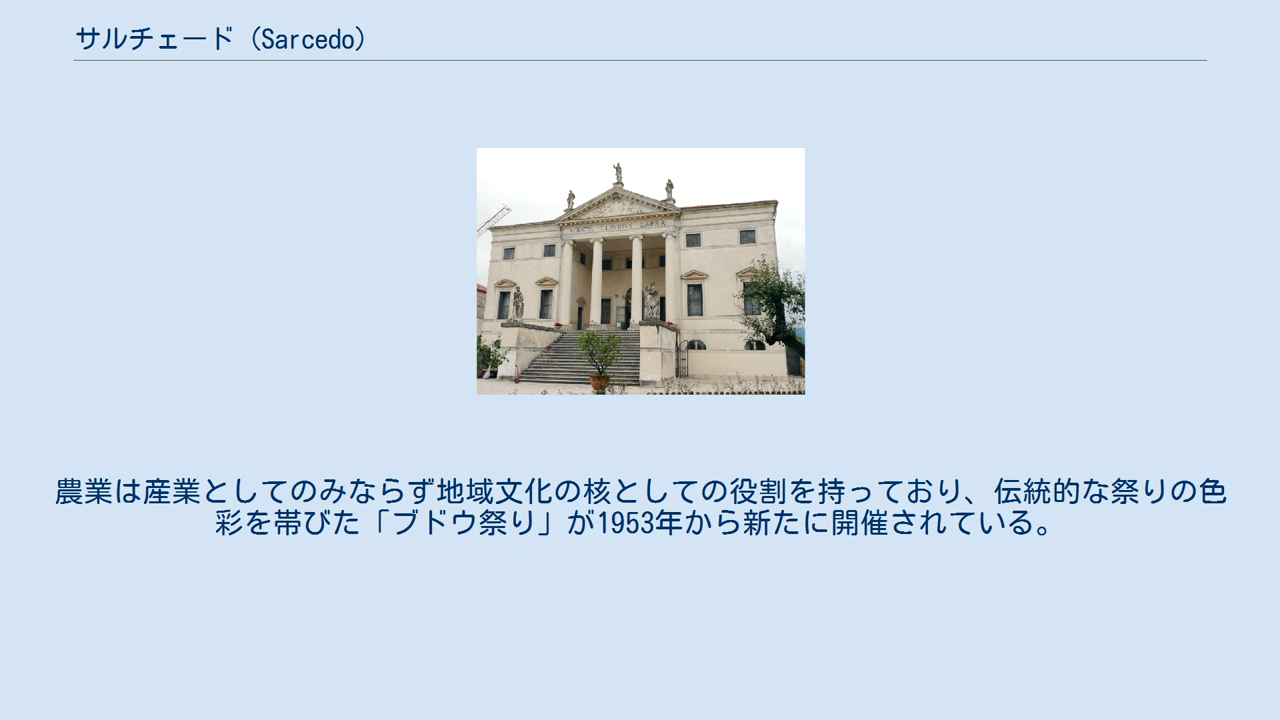 サルチェード（Sarcedo）
CAPRA
農業は産業としてのみならず地域文化の核としての役割を持っており、伝統的な祭りの色
彩を帯びた「ブドウ祭り」が1953年から新たに開催されている。